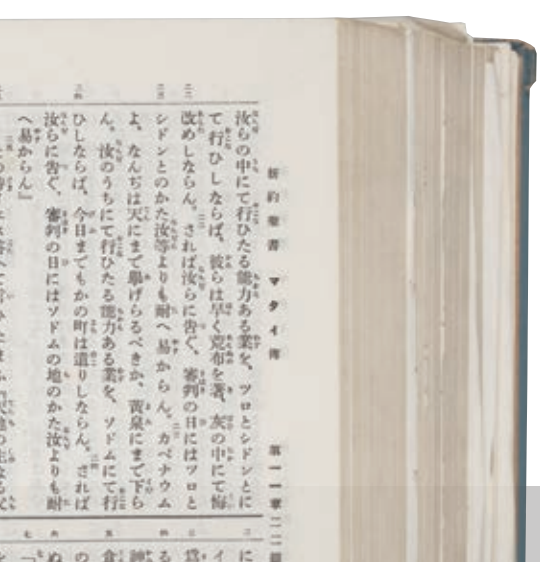 新約聖書 マタイ傳 第一一章二二節
汝らの中にて行ひたる能力ある業を、ツロとシドンとに
て行ひしならば、彼らは早く荒布を著、灰の中にて悔
改めしならん。されば汝らに告ぐ、審判の日にはツロと
シドンとのかた汝等よりも耐へ易からん。カペナウム
よ、なんぢは天にまで擧げらるべきか、黄泉にまで下ら
ん。汝のうちにて行ひたる能力ある業を、ソドムにて行
ひしならば、今日までもかの町は遺りしならん。されば
汝らに告ぐ、審判の日にはソドムの地のかた汝よりも耐
へ易からん』